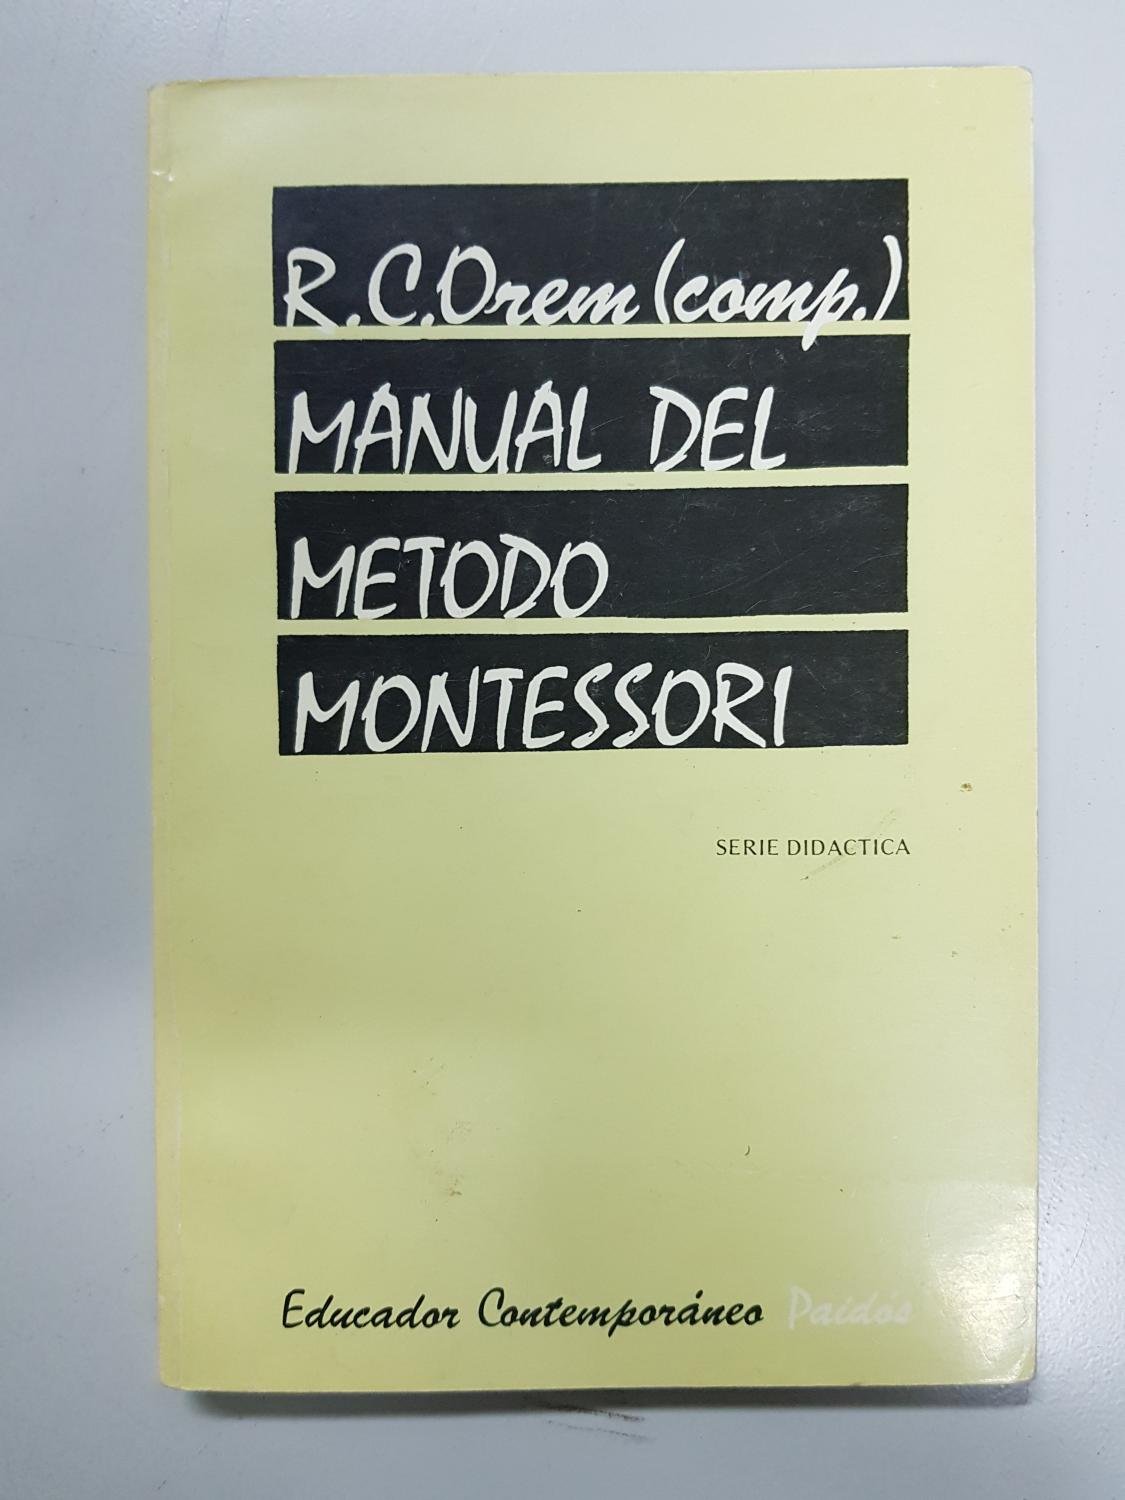 R.C.Orem (comp.)
MANUAL DEL
METODO
MONTESSORI
SERIE DIDACTICA
Educador Contemporáneo Paidós